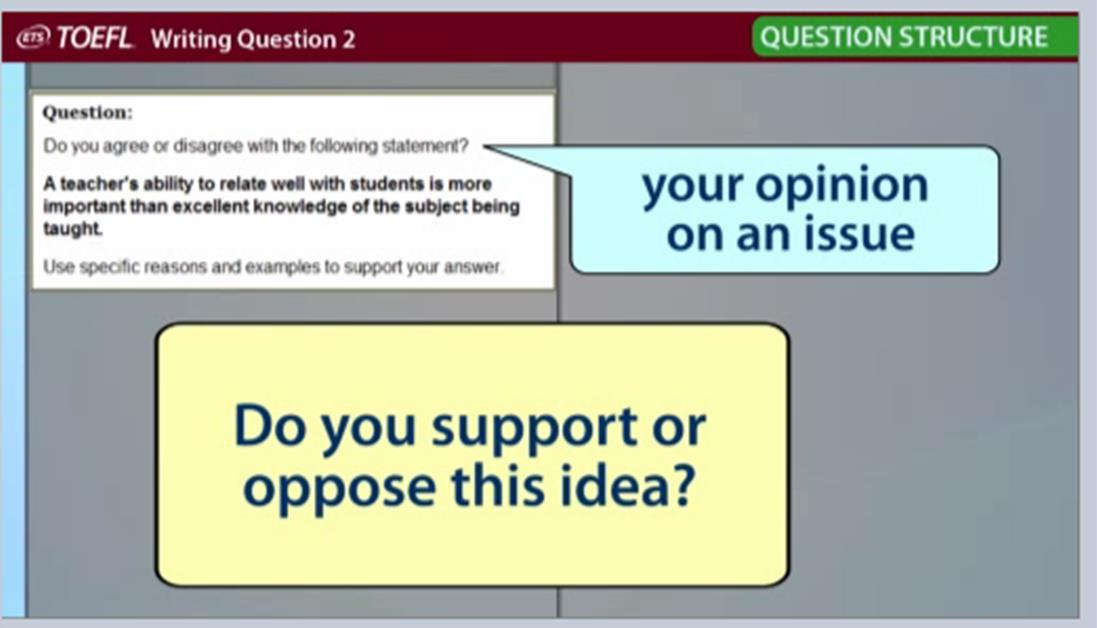 ETS TOEFL Writing Question 2
QUESTION STRUCTURE
Question:
Do you agree or disagree with the following statement?
A teacher's ability to relate well with students is more
important than excellent knowledge of the subject being
taught.
Use specific reasons and examples to support your answer.
your opinion
on an issue
Do you support or
oppose this idea?